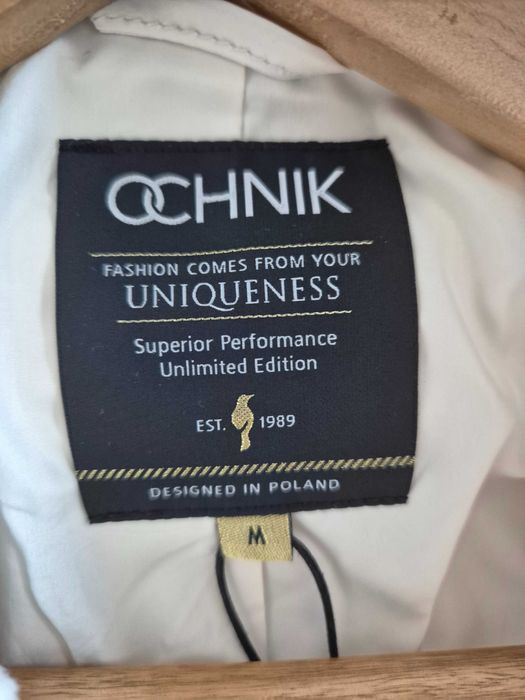 OCHNIK
FASHION COMES FROM YOUR
UNIQUENESS
Superior Performance
Unlimited Edition
EST. 1989
DESIGNED IN POLAND
M